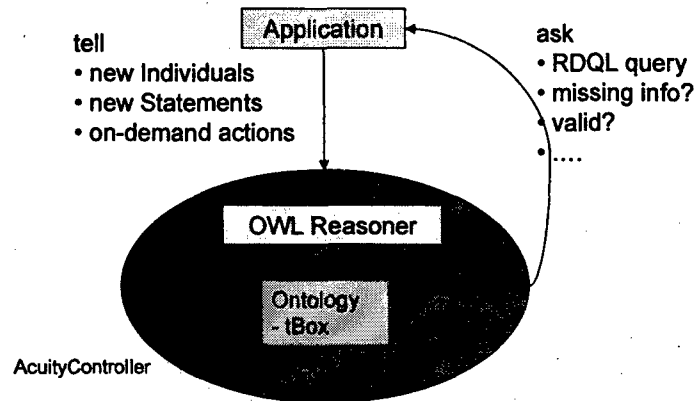 Application
tell
• new Individuals
• new Statements
• on-demand actions
ask
• RDQL query
• missing info?
• valid?
• ....
OWL Reasoner
Ontology
- tBox
AcuityController